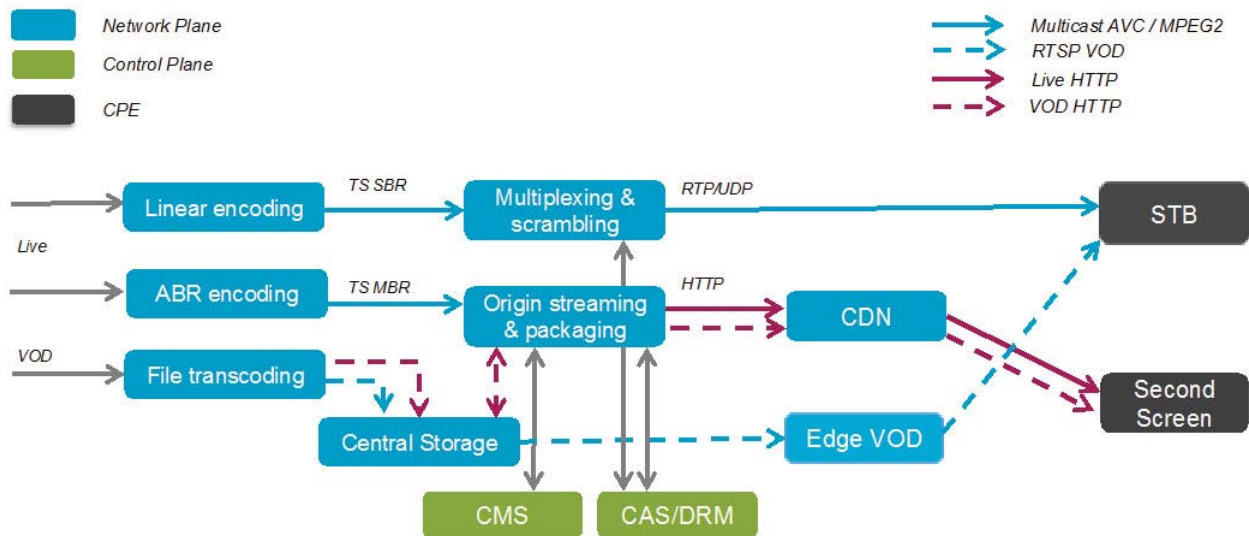 Network Plane
Control Plane
CPE
Multicast AVC / MPEG2
RTSP VOD
Live HTTP
VOD HTTP
Live
VOD
Linear encoding
TS SBR
Multiplexing &
scrambling
RTP/UDP
STB
ABR encoding
TS MBR
Origin streaming
& packaging
HTTP
CDN
File transcoding
Central Storage
Edge VOD
Second
Screen
CMS
CAS/DRM